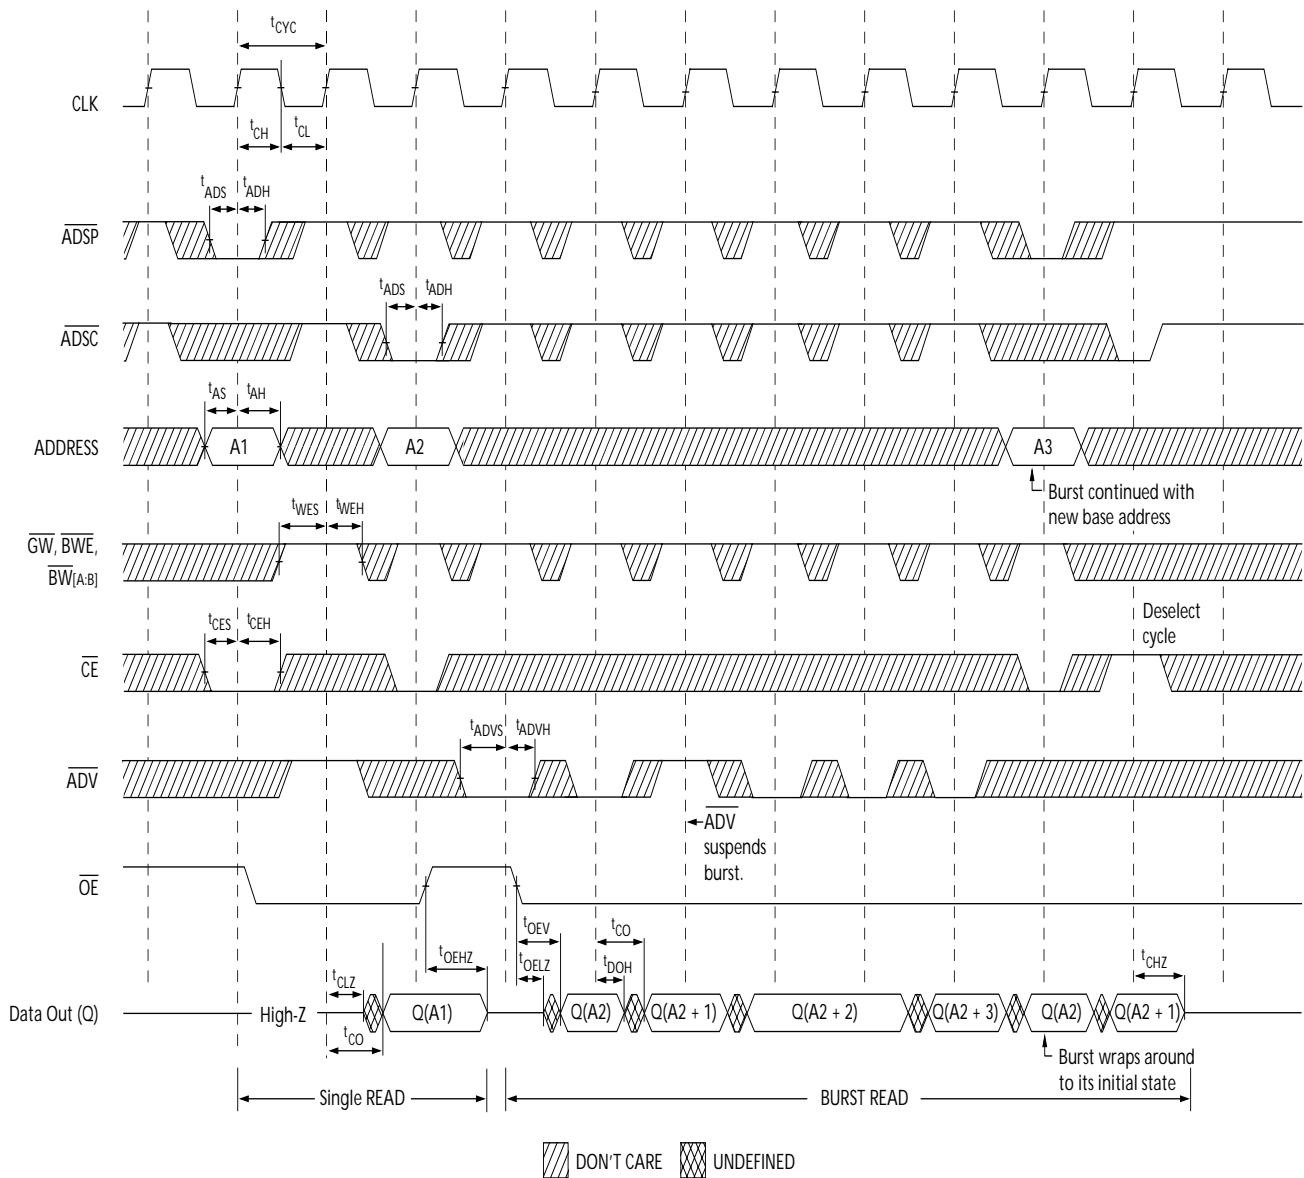 tCYC
CLK
tCH
tCL
tADS
tADH
ADSP
tADS
tADH
ADSC
tAS
tAH
ADDRESS
A1
A2
A3
Burst continued with
new base address
tWES
tWEH
GW, BWE,
BW[A:B]
Deselect
cycle
tCES
tCEH
CE
tADVS
tADVH
ADV
ADV
suspends
burst.
OE
tOEV
tCO
tOEHZ
tOELZ
tDOH
tCHZ
tCLZ
Data Out (Q)
High-Z
Q(A1)
Q(A2)
Q(A2 + 1)
Q(A2 + 2)
Q(A2 + 3)
Q(A2)
Q(A2 + 1)
tCO
Burst wraps around
to its initial state
Single READ
BURST READ
DON'T CARE
UNDEFINED